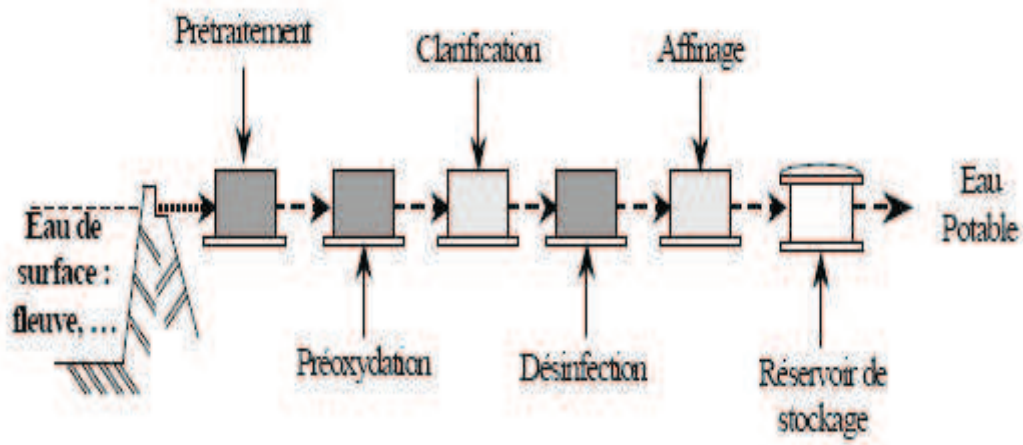 Prétraitement
Clarification
Affinage
Eau de
surface :
fleuve, ...
Eau
Potable
Préoxydation
Désinfection
Réservoir de
stockage